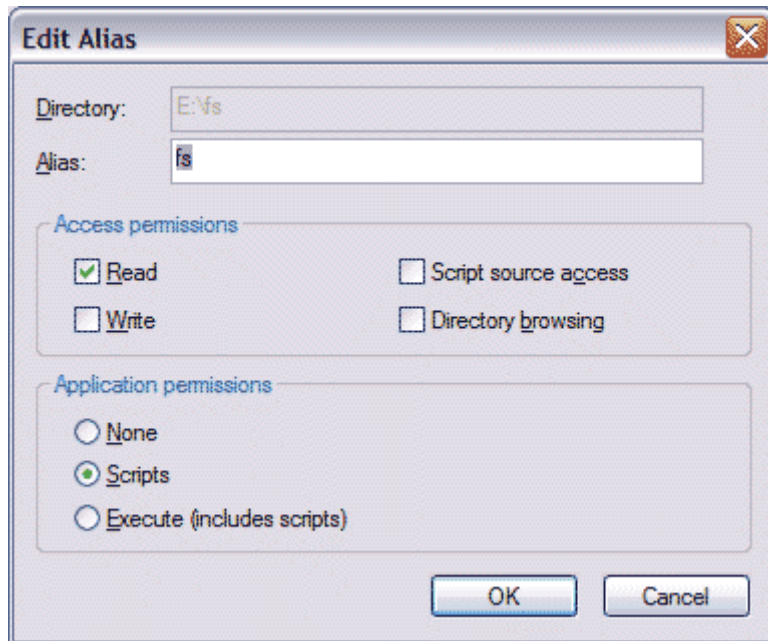 Edit Alias
Directory: E:\fs
Alias: fs
Access permissions
Read Script source access
Write Directory browsing
Application permissions
None
Scripts
Execute (includes scripts)
OK Cancel